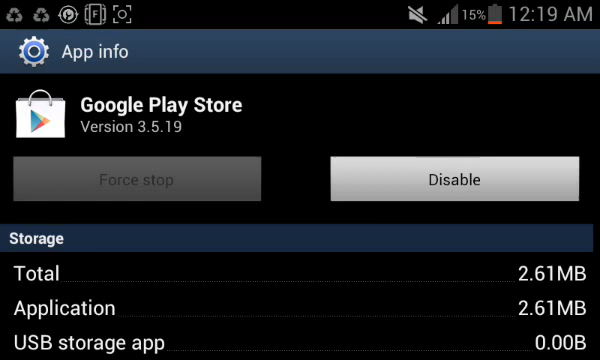 15% 12:19 AM
App info
Google Play Store
Version 3.5.19
Force stop Disable
Storage
Total 2.61MB
Application 2.61MB
USB storage app 0.00B